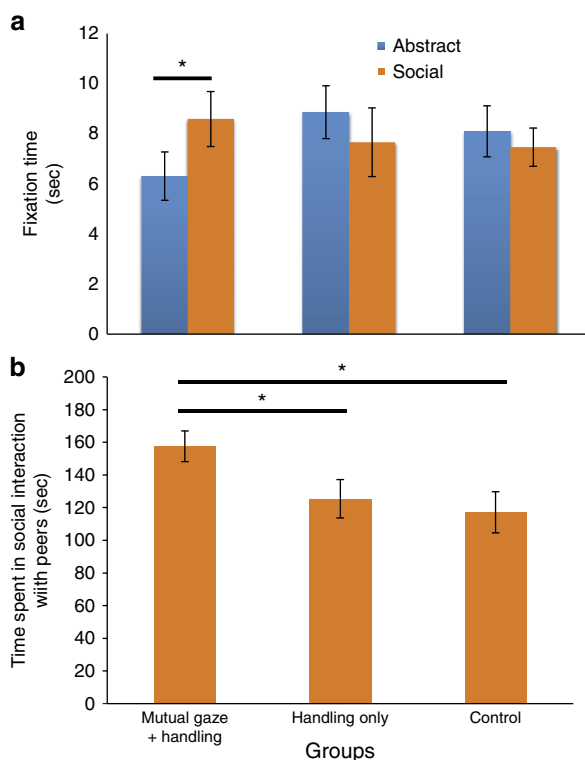 a
12
10
8
6
4
2
0
Fixation time
(sec)
Abstract
Social
*
b
200
180
160
140
120
100
80
60
40
20
0
Time spent in social interaction
with peers (sec)
*
*
Mutual gaze
+ handling
Handling only
Control
Groups